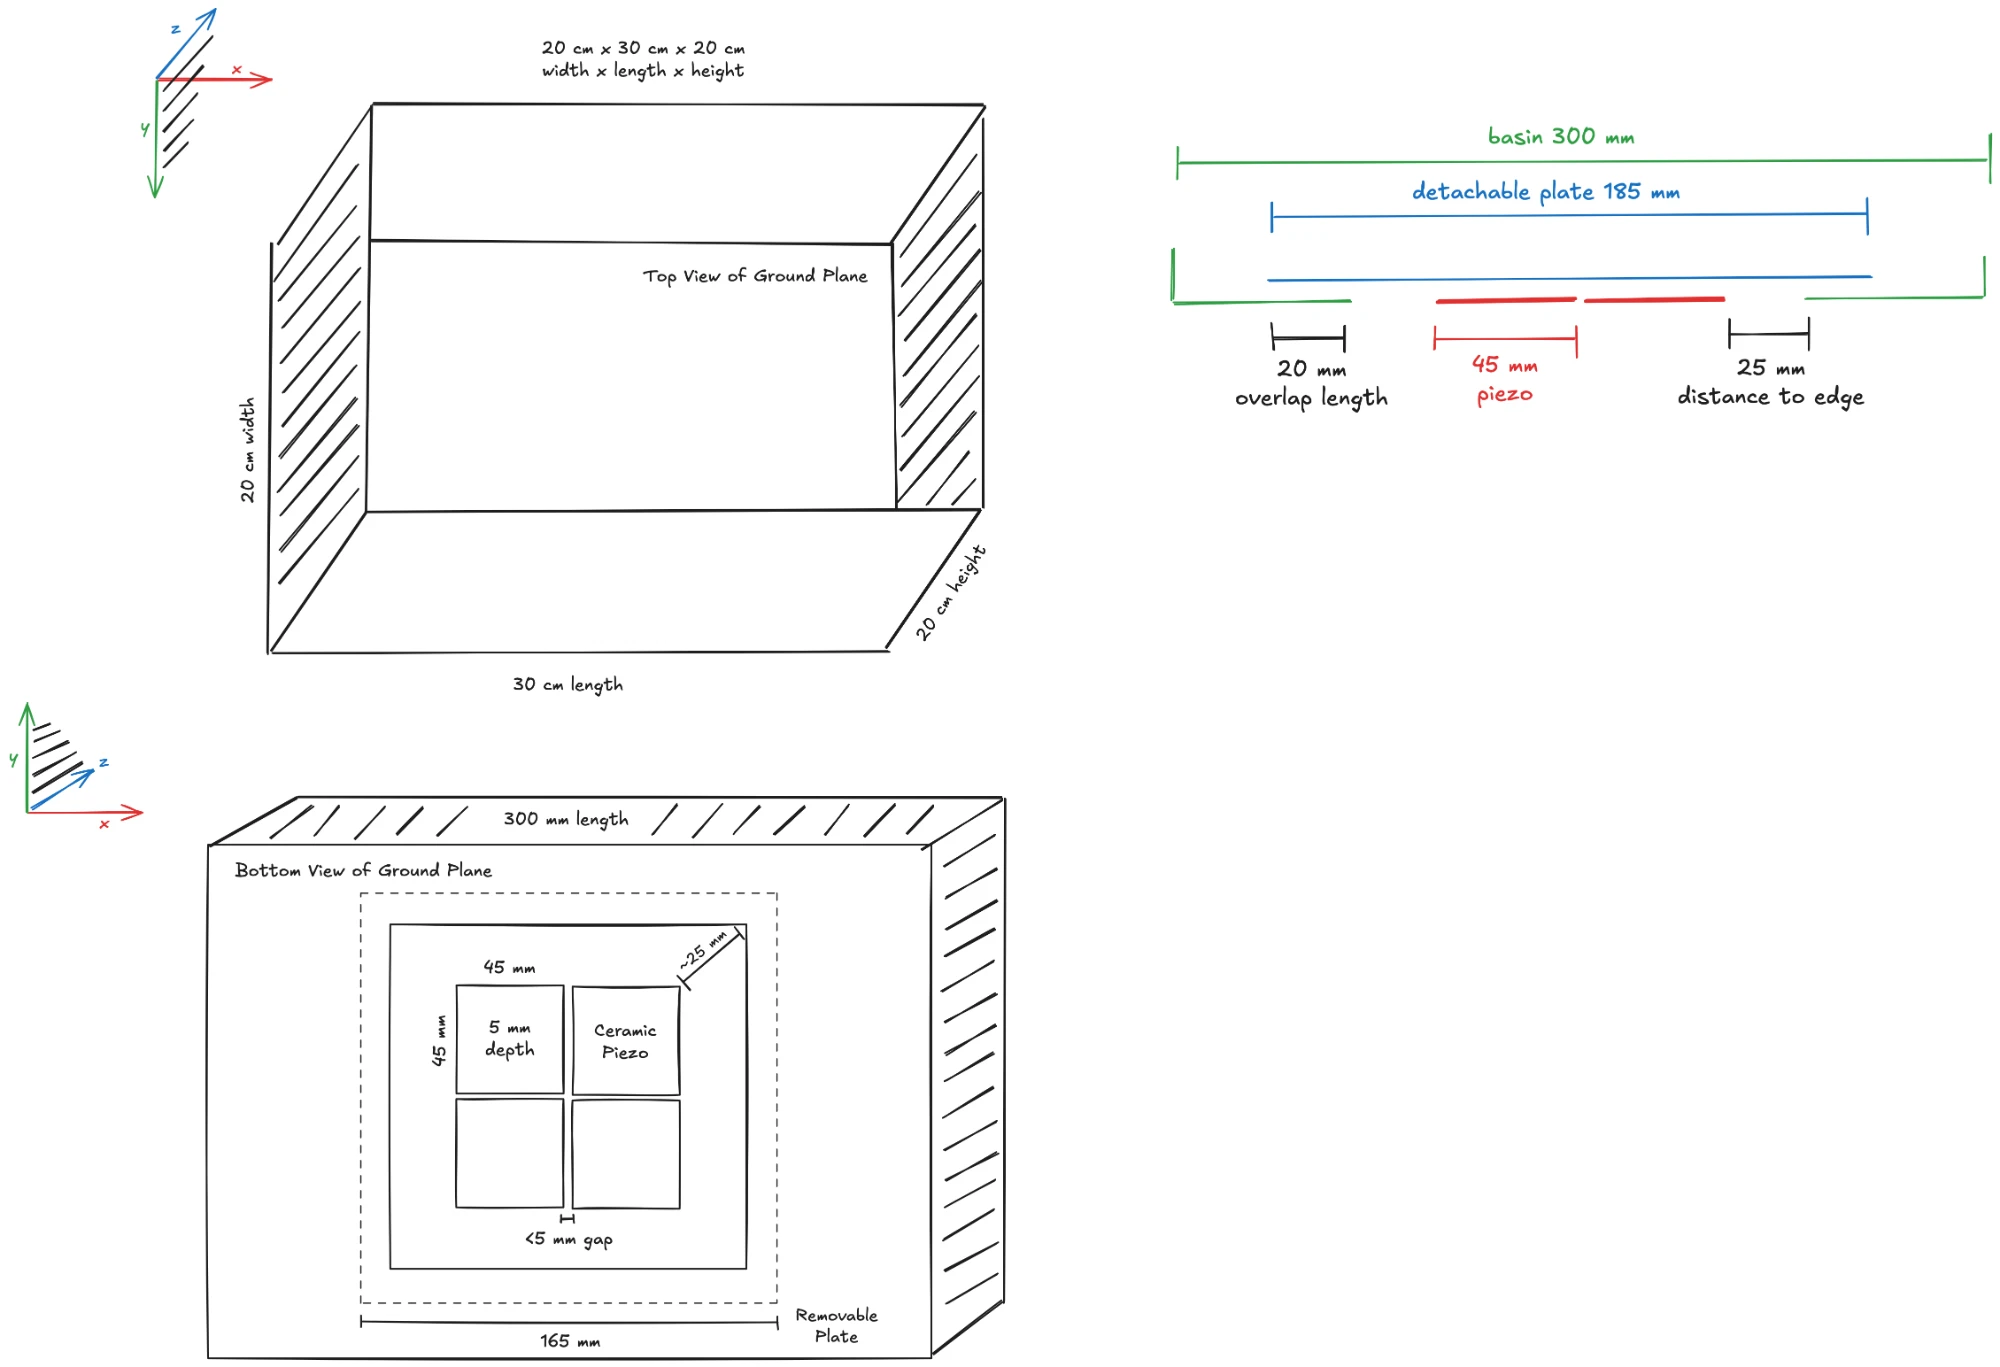 z
x
y
20 cm x 30 cm x 20 cm
width x length x height
Top View of Ground Plane
20 cm width
20 cm height
30 cm length
basin 300 mm
detachable plate 185 mm
20 mm
overlap length
45 mm
piezo
25 mm
distance to edge
y
z
x
300 mm length
Bottom View of Ground Plane
~25 mm
45 mm
45 mm
5 mm
depth
Ceramic
Piezo
<5 mm gap
165 mm
Removable
Plate